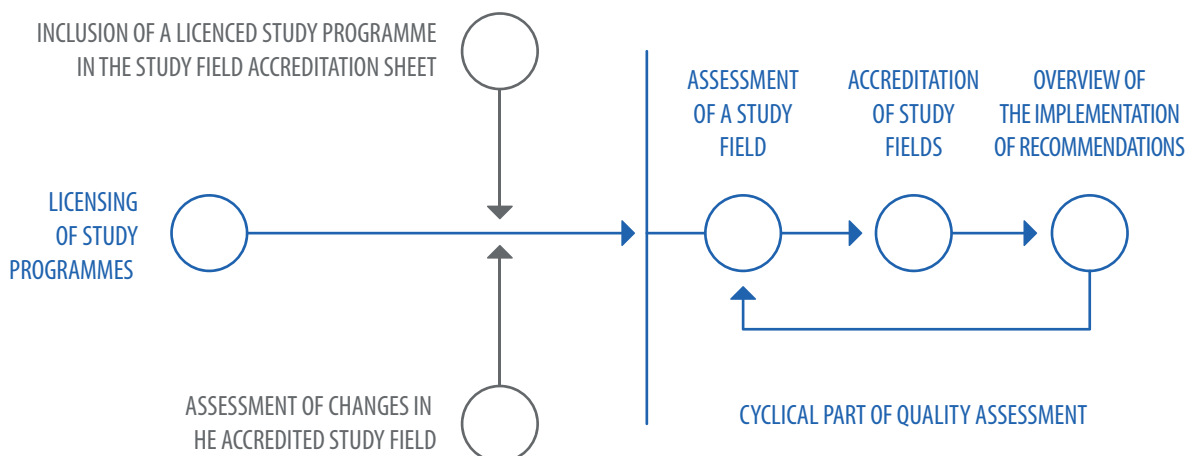 INCLUSION OF A LICENCED STUDY PROGRAMME
IN THE STUDY FIELD ACCREDITATION SHEET
LICENSING
OF STUDY
PROGRAMMES
ASSESSMENT OF CHANGES IN
HE ACCREDITED STUDY FIELD
ASSESSMENT
OF A STUDY
FIELD
ACCREDITATION
OF STUDY
FIELDS
OVERVIEW OF
THE IMPLEMENTATION
OF RECOMMENDATIONS
CYCLICAL PART OF QUALITY ASSESSMENT